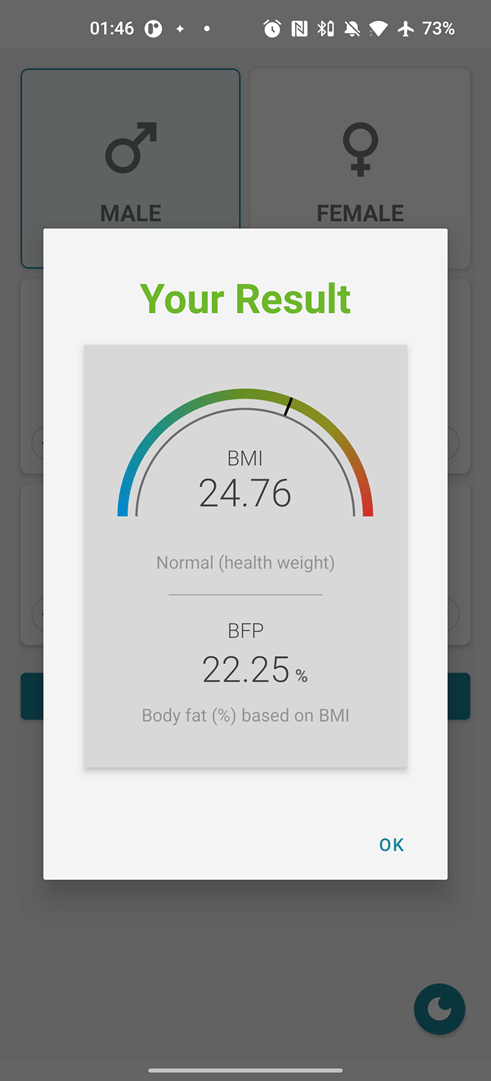 01:46
73%
MALE
FEMALE
Your Result
BMI
24.76
Normal (health weight)
BFP
22.25 %
Body fat (%) based on BMI
OK